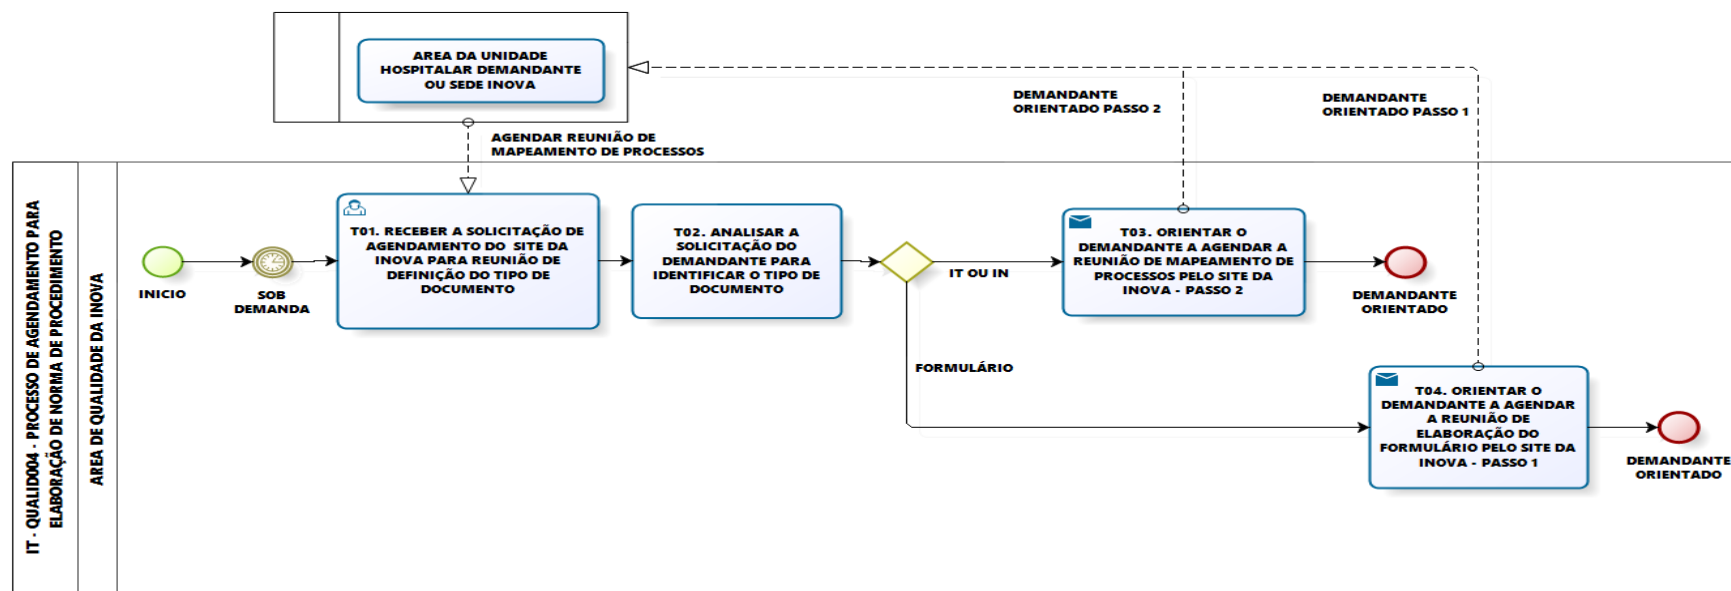 AREA DA UNIDADE
HOSPITALAR DEMANDANTE
OU SEDE INOVA
DEMANDANTE
ORIENTADO PASSO 2
DEMANDANTE
ORIENTADO PASSO 1
AGENDAR REUNIÃO DE
MAPEAMENTO DE PROCESSOS
IT - QUALID004 - PROCESSO DE AGENDAMENTO PARA
ELABORAÇÃO DE NORMA DE PROCEDIMENTO
AREA DE QUALIDADE DA INOVA
INICIO
SOB
DEMANDA
T01. RECEBER A SOLICITAÇÃO DE
AGENDAMENTO DO SITE DA
INOVA PARA REUNIÃO DE
DEFINIÇÃO DO TIPO DE
DOCUMENTO
T02. ANALISAR A
SOLICITAÇÃO DO
DEMANDANTE PARA
IDENTIFICAR O TIPO DE
DOCUMENTO
IT OU IN
T03. ORIENTAR O
DEMANDANTE A AGENDAR A
REUNIÃO DE MAPEAMENTO DE
PROCESSOS PELO SITE DA
INOVA - PASSO 2
DEMANDANTE
ORIENTADO
FORMULÁRIO
T04. ORIENTAR O
DEMANDANTE A AGENDAR
A REUNIÃO DE
ELABORAÇÃO DO
FORMULÁRIO PELO SITE DA
INOVA - PASSO 1
DEMANDANTE
ORIENTADO